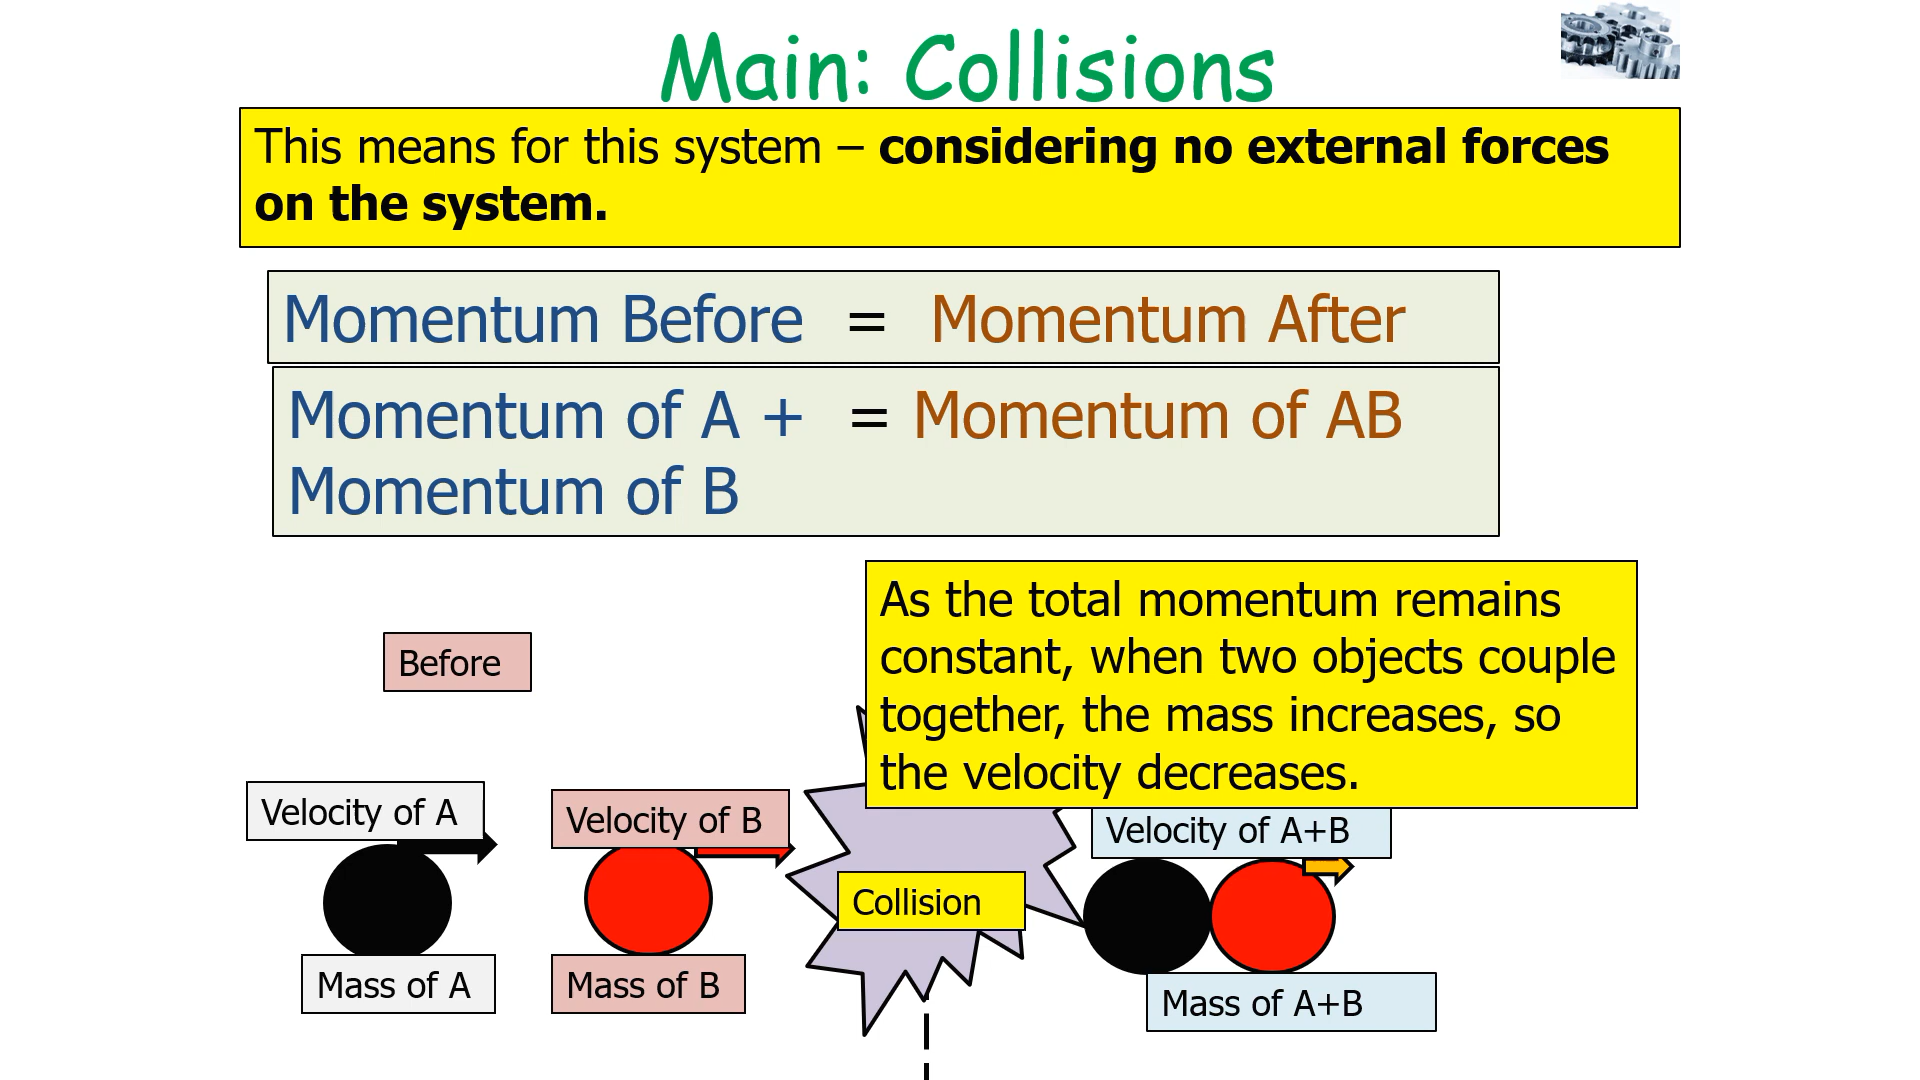 Main: Collisions
This means for this system – considering no external forces
on the system.
Momentum Before = Momentum After
Momentum of A + = Momentum of AB
Momentum of B
As the total momentum remains
constant, when two objects couple
together, the mass increases, so
the velocity decreases.
Before
Velocity of A
Velocity of B
Velocity of A+B
Collision
Mass of A
Mass of B
Mass of A+B